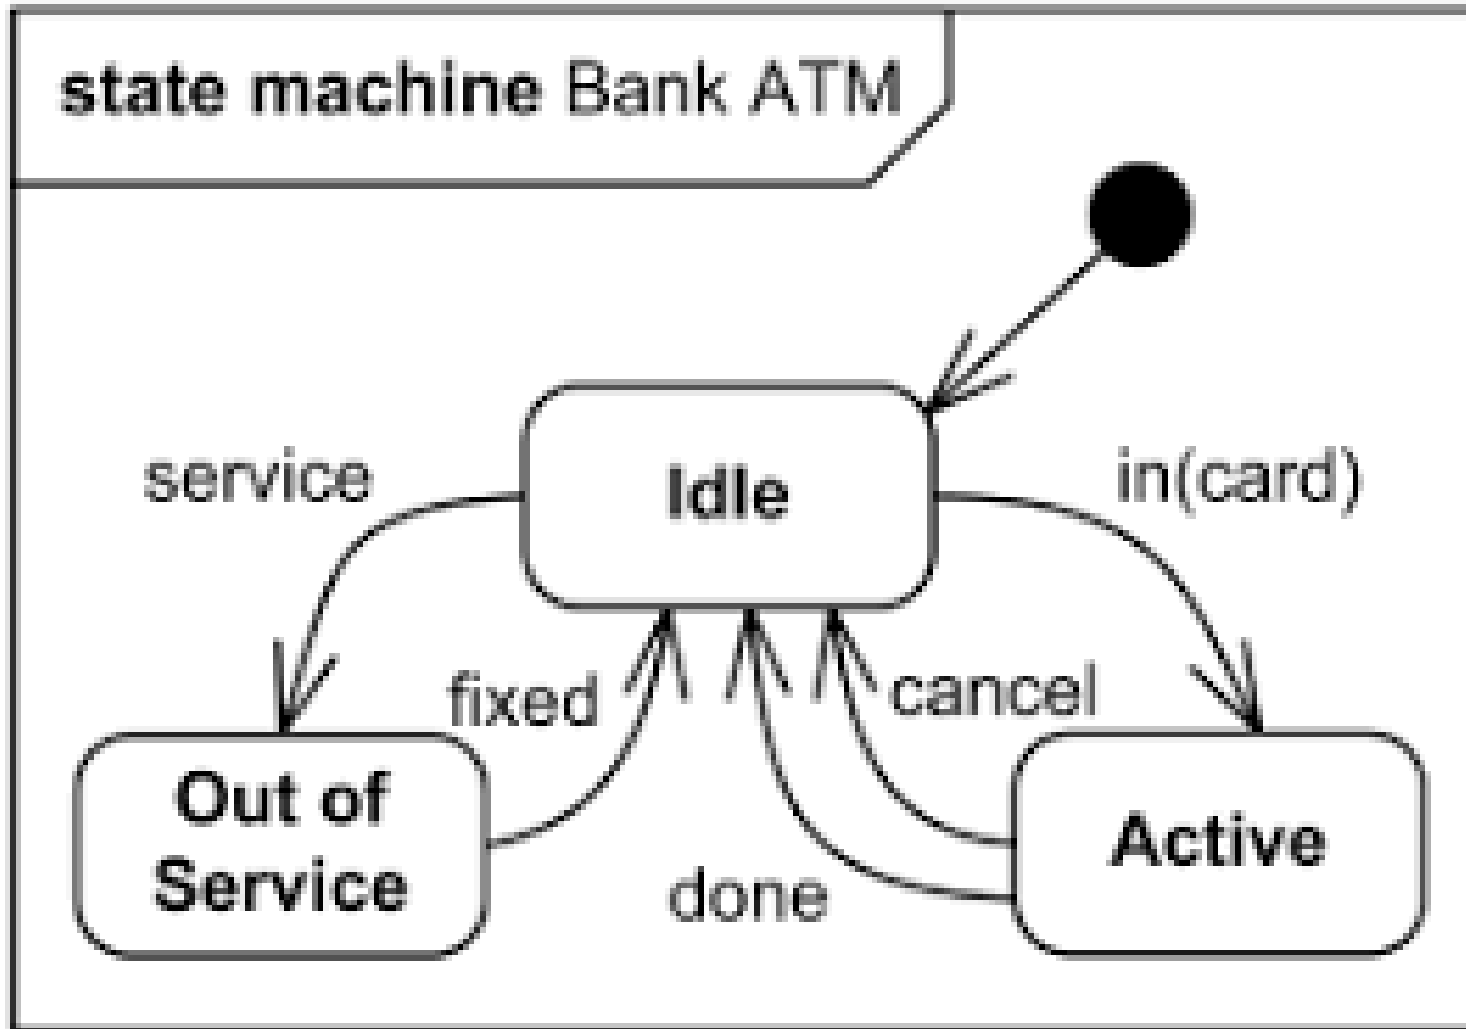 state machine Bank ATM
Idle
service
in(card)
fixed
cancel
Out of
Service
Active
done